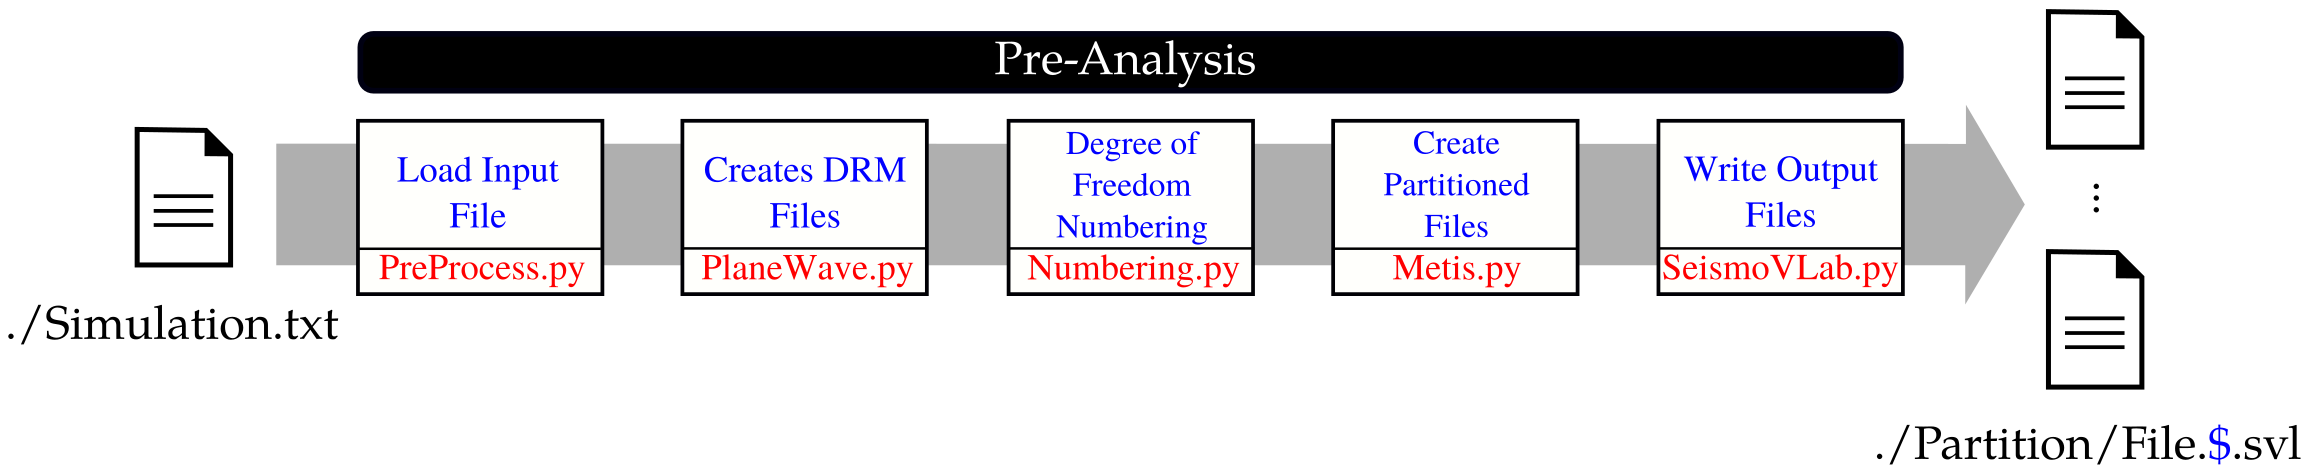 Pre-Analysis
./Simulation.txt
Load Input
File
PreProcess.py
Creates DRM
Files
PlaneWave.py
Degree of
Freedom
Numbering
Numbering.py
Create
Partitioned
Files
Metis.py
Write Output
Files
SeismoVLab.py
./Partition/File.$.svl